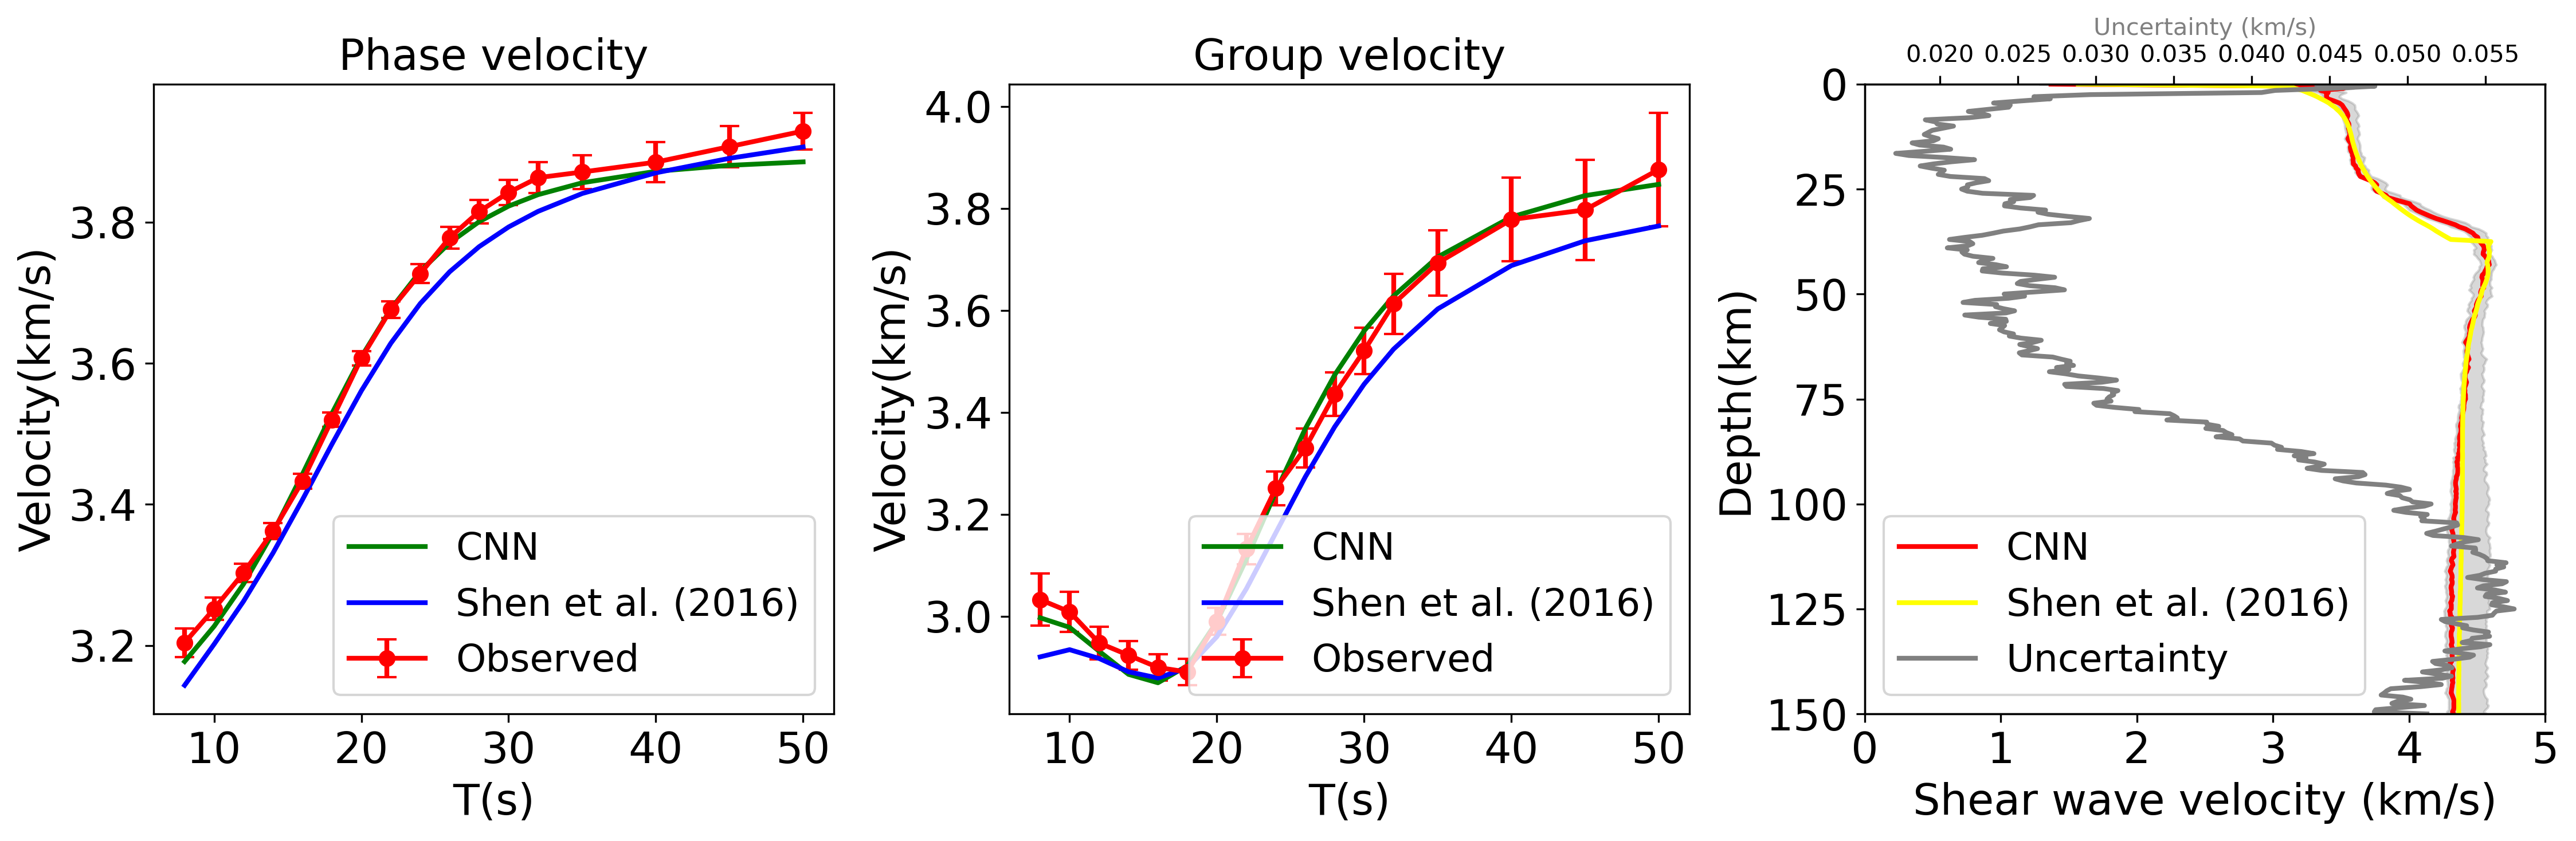 Phase velocity
Velocity(km/s)
3.8
3.6
3.4
3.2
10 20 30 40 50
T(s)
CNN
Shen et al. (2016)
Observed
Group velocity
Velocity(km/s)
4.0
3.8
3.6
3.4
3.2
3.0
10 20 30 40 50
T(s)
CNN
Shen et al. (2016)
Observed
Uncertainty (km/s)
0.020 0.025 0.030 0.035 0.040 0.045 0.050 0.055
Depth(km)
0
25
50
75
100
125
150
0 1 2 3 4 5
Shear wave velocity (km/s)
CNN
Shen et al. (2016)
Uncertainty